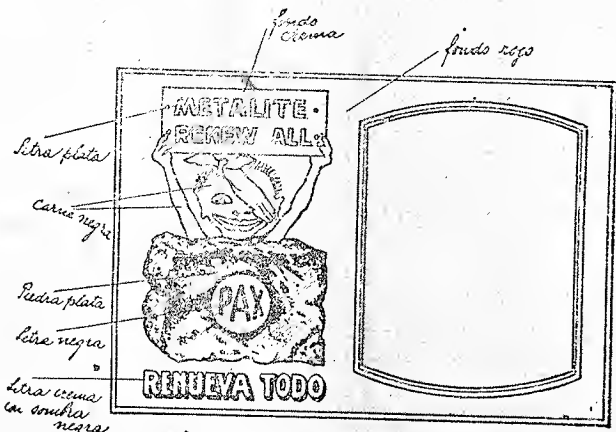 fondo
crema
fondo rojo
METALITE.
RENEW ALL.
Letra plata
Carne negra
Piedra plata
PAX
Letra negra
RENUEVA TODO
Letra crema
con sombra
negra